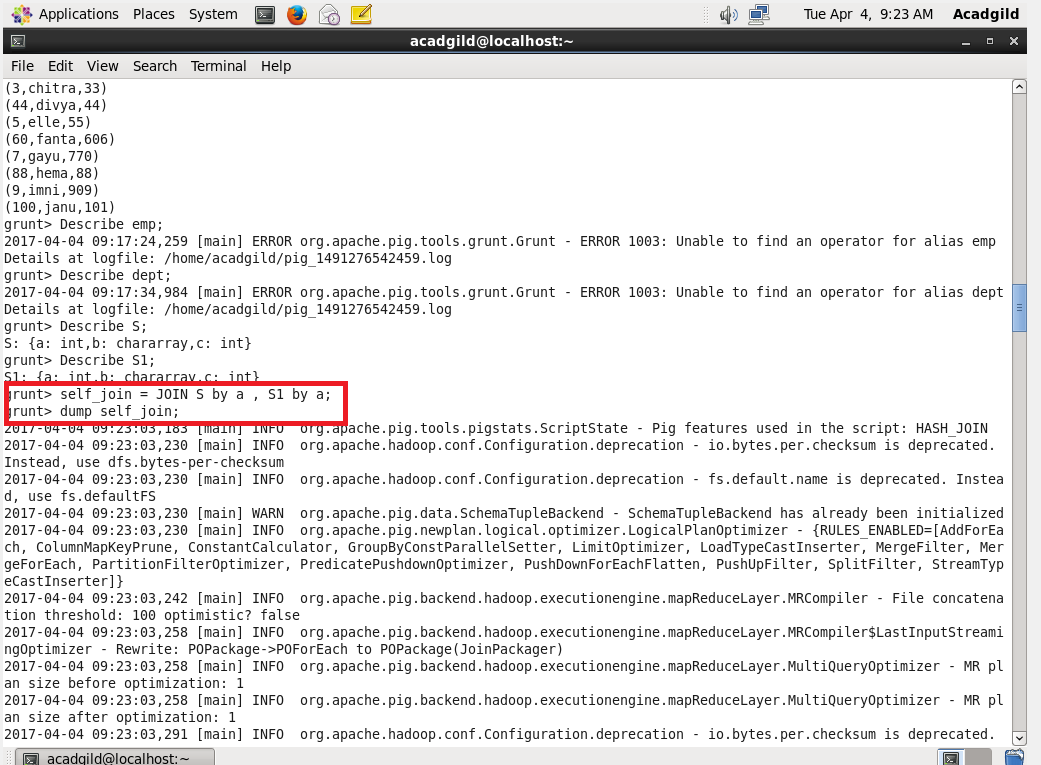 Applications Places System Tue Apr 4, 9:23 AM Acadgild
acadgild@localhost:~
File Edit View Search Terminal Help
(3,chitra,33)
(44,divya,44)
(5,elle,55)
(60,fanta,606)
(7,gayu,770)
(88,hema,88)
(9,imni,909)
(100,janu,101)
grunt> Describe emp;
2017-04-04 09:17:24,259 [main] ERROR org.apache.pig.tools.grunt.Grunt - ERROR 1003: Unable to find an operator for alias emp
Details at logfile: /home/acadgild/pig_1491276542459.log
grunt> Describe dept;
2017-04-04 09:17:34,984 [main] ERROR org.apache.pig.tools.grunt.Grunt - ERROR 1003: Unable to find an operator for alias dept
Details at logfile: /home/acadgild/pig_1491276542459.log
grunt> Describe S;
S: {a: int,b: chararray,c: int}
grunt> Describe S1;
S1: {a: int,b: chararray,c: int}
grunt> self_join = JOIN S by a , S1 by a;
grunt> dump self_join;
2017-04-04 09:23:03,183 [main] INFO  org.apache.pig.tools.pigstats.ScriptState - Pig features used in the script: HASH_JOIN
2017-04-04 09:23:03,230 [main] INFO  org.apache.hadoop.conf.Configuration.deprecation - io.bytes.per.checksum is deprecated.
Instead, use dfs.bytes-per-checksum
2017-04-04 09:23:03,230 [main] INFO  org.apache.hadoop.conf.Configuration.deprecation - fs.default.name is deprecated. Instea
d, use fs.defaultFS
2017-04-04 09:23:03,230 [main] WARN  org.apache.pig.data.SchemaTupleBackend - SchemaTupleBackend has already been initialized
2017-04-04 09:23:03,230 [main] INFO  org.apache.pig.newplan.logical.optimizer.LogicalPlanOptimizer - {RULES_ENABLED=[AddForEa
ch, ColumnMapKeyPrune, ConstantCalculator, GroupByConstParallelSetter, LimitOptimizer, LoadTypeCastInserter, MergeFilter, Mer
geForEach, PartitionFilterOptimizer, PredicatePushdownOptimizer, PushDownForEachFlatten, PushUpFilter, SplitFilter, StreamTyp
eCastInserter]}
2017-04-04 09:23:03,242 [main] INFO  org.apache.pig.backend.hadoop.executionengine.mapReduceLayer.MRCompiler - File concatena
tion threshold: 100 optimistic? false
2017-04-04 09:23:03,258 [main] INFO  org.apache.pig.backend.hadoop.executionengine.mapReduceLayer.MRCompiler$LastInputStreami
ngOptimizer - Rewrite: POPackage->POForEach to POPackage(JoinPackager)
2017-04-04 09:23:03,258 [main] INFO  org.apache.pig.backend.hadoop.executionengine.mapReduceLayer.MultiQueryOptimizer - MR pl
an size before optimization: 1
2017-04-04 09:23:03,258 [main] INFO  org.apache.pig.backend.hadoop.executionengine.mapReduceLayer.MultiQueryOptimizer - MR pl
an size after optimization: 1
2017-04-04 09:23:03,291 [main] INFO  org.apache.hadoop.conf.Configuration.deprecation - io.bytes.per.checksum is deprecated.
acadgild@localhost:~